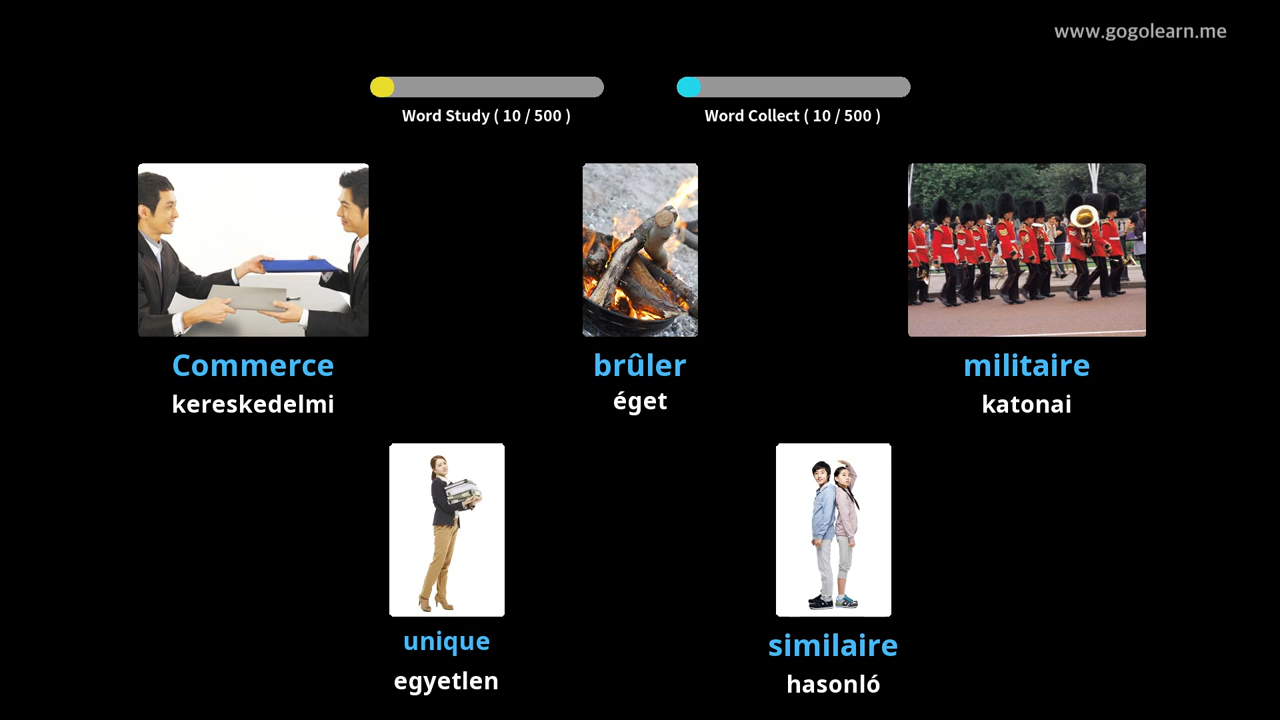 www.gogolearn.me
Word Study ( 10 / 500 )
Word Collect ( 10 / 500 )
Commerce
kereskedelmi
brûler
éget
militaire
katonai
unique
egyetlen
similaire
hasonló